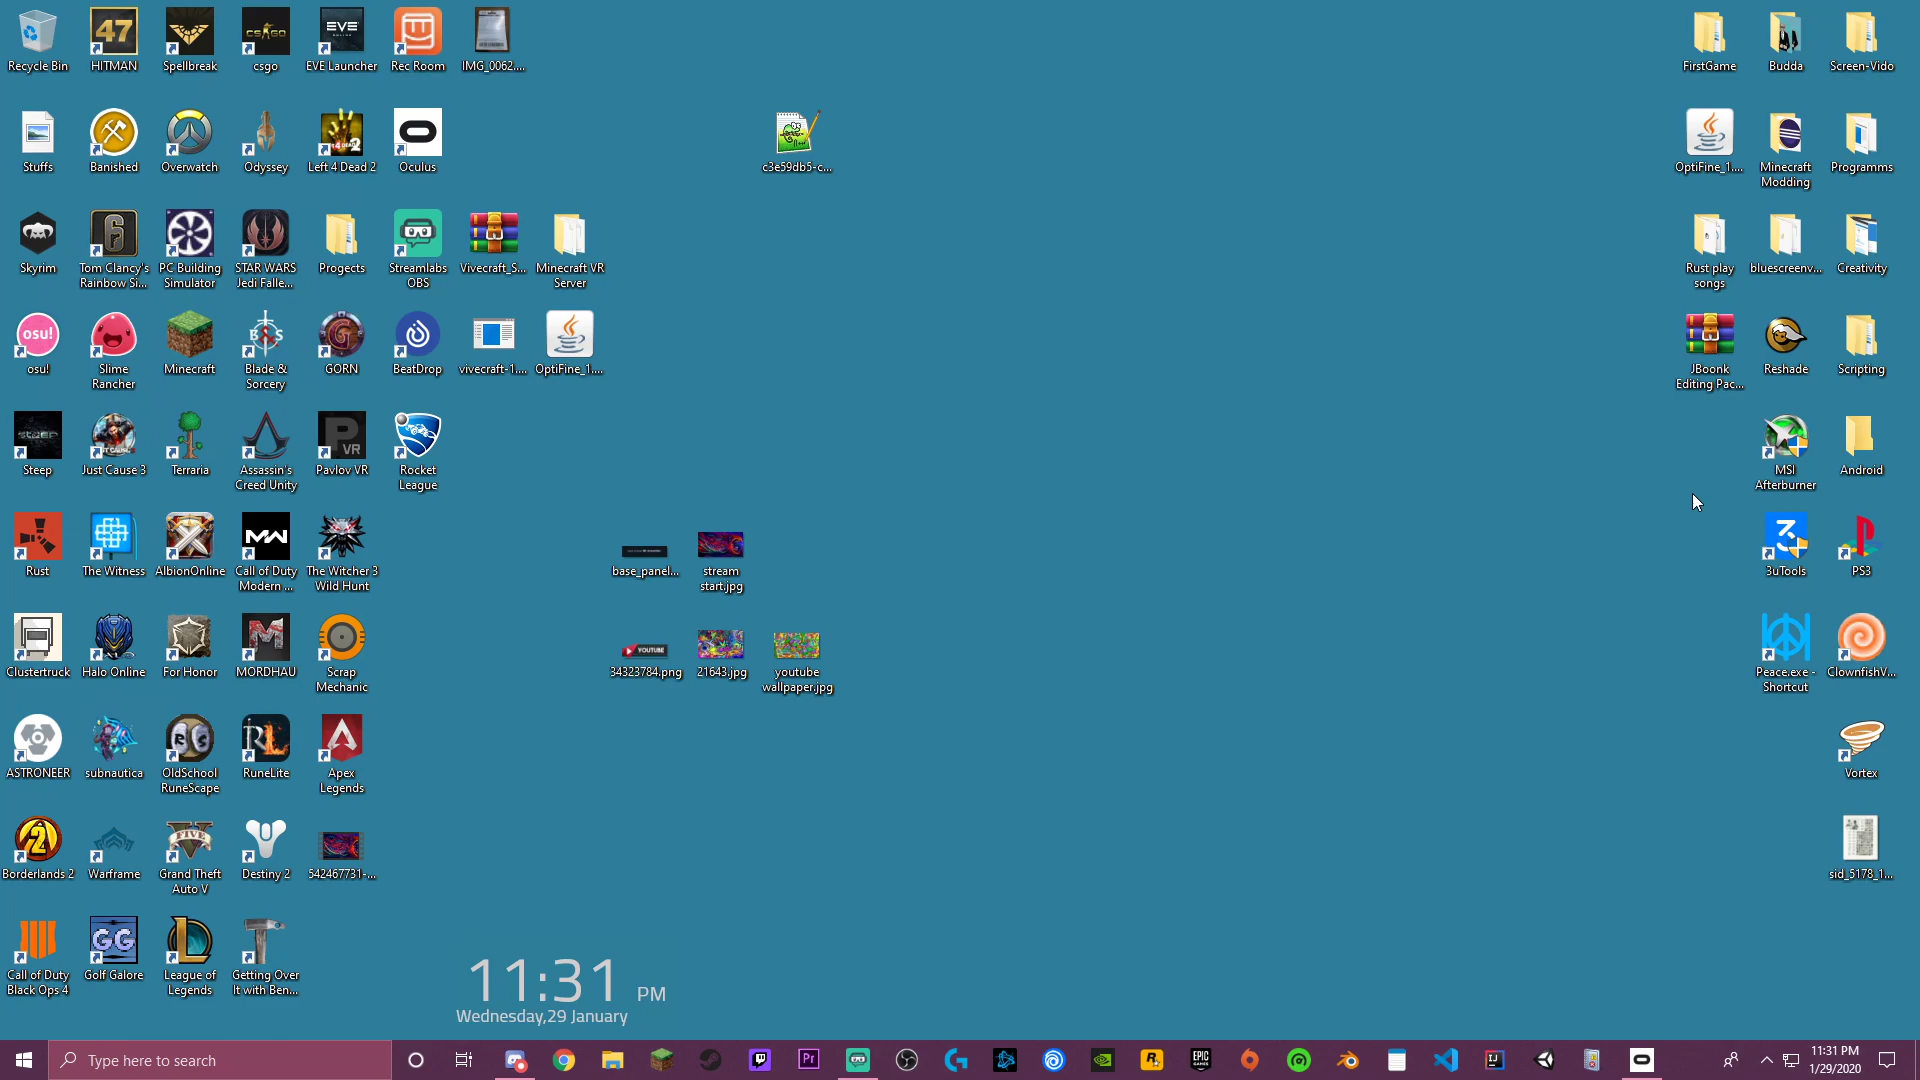 Recycle Bin
HITMAN
Spellbreak
csgo
EVE Launcher
Rec Room
IMG_0062....
FirstGame
Budda
Screen-Vido
Stuffs
Banished
Overwatch
Odyssey
Left 4 Dead 2
Oculus
c3e59db5-c...
OptiFine_1....
Minecraft
Modding
Programms
Skyrim
Tom Clancy's
Rainbow Si...
PC Building
Simulator
STAR WARS
Jedi Falle...
Progects
Streamlabs
OBS
Vivecraft_S...
Minecraft VR
Server
Rust play
songs
bluescreenv...
Creativity
osu!
Slime
Rancher
Minecraft
Blade &
Sorcery
GORN
BeatDrop
vivecraft-1....
OptiFine_1....
JBoonk
Editing Pac...
Reshade
Scripting
Steep
Just Cause 3
Terraria
Assassin's
Creed Unity
Pavlov VR
Rocket
League
MSI
Afterburner
Android
Rust
The Witness
AlbionOnline
Call of Duty
Modern ...
The Witcher 3
Wild Hunt
base_panel...
stream
start.jpg
3uTools
PS3
Clustertruck
Halo Online
For Honor
MORDHAU
Scrap
Mechanic
34323784.png
21643.jpg
youtube
wallpaper.jpg
Peace.exe -
Shortcut
ClownfishV...
ASTRONEER
subnautica
OldSchool
RuneScape
RuneLite
Apex
Legends
Vortex
Borderlands 2
Warframe
Grand Theft
Auto V
Destiny 2
542467731-...
sid_5178_1...
Call of Duty
Black Ops 4
Golf Galore
League of
Legends
Getting Over
It with Ben...
11:31 PM
Wednesday,29 January
Type here to search
11:31 PM
1/29/2020